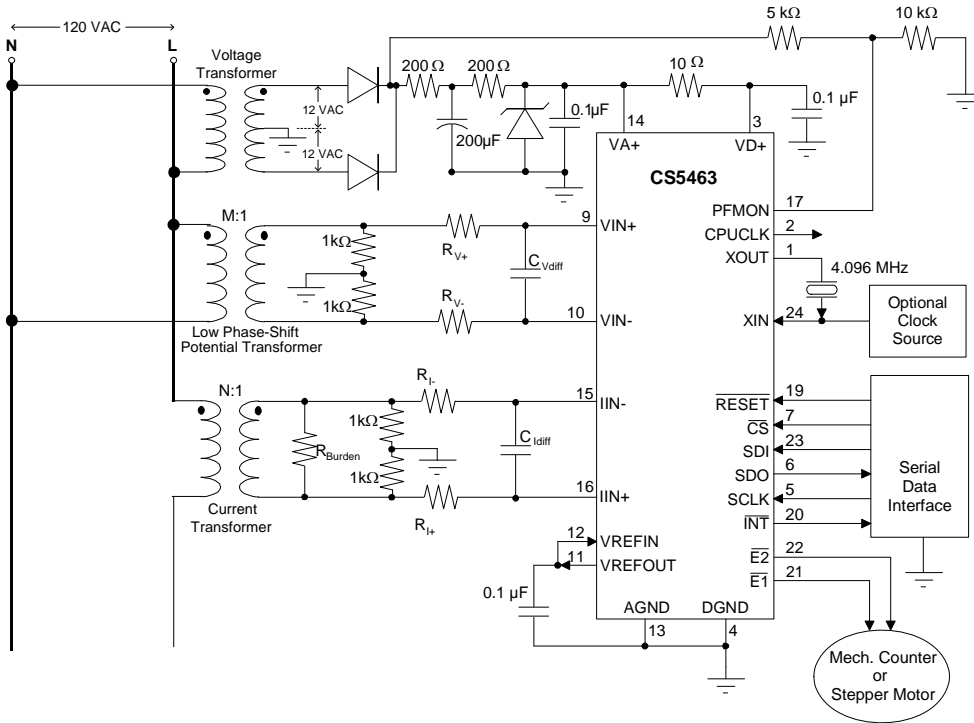 120 VAC
N
L
Voltage
Transformer
12 VAC
12 VAC
200 Ω
200 Ω
200µF
0.1µF
10 Ω
5 kΩ
10 kΩ
0.1 µF
14
VA+
3
VD+
CS5463
17
PFMON
2
CPUCLK
1
XOUT
4.096 MHz
24
XIN
Optional
Clock
Source
M:1
1kΩ
1kΩ
RV+
RV-
CVdiff
9
VIN+
10
VIN-
Low Phase-Shift
Potential Transformer
N:1
RBurden
1kΩ
1kΩ
RI-
RI+
CIdiff
15
IIN-
16
IIN+
Current
Transformer
12
VREFIN
11
VREFOUT
0.1 µF
AGND
13
DGND
4
19
RESET
7
CS
23
SDI
6
SDO
5
SCLK
20
INT
22
E2
21
E1
Serial
Data
Interface
Mech. Counter
or
Stepper Motor